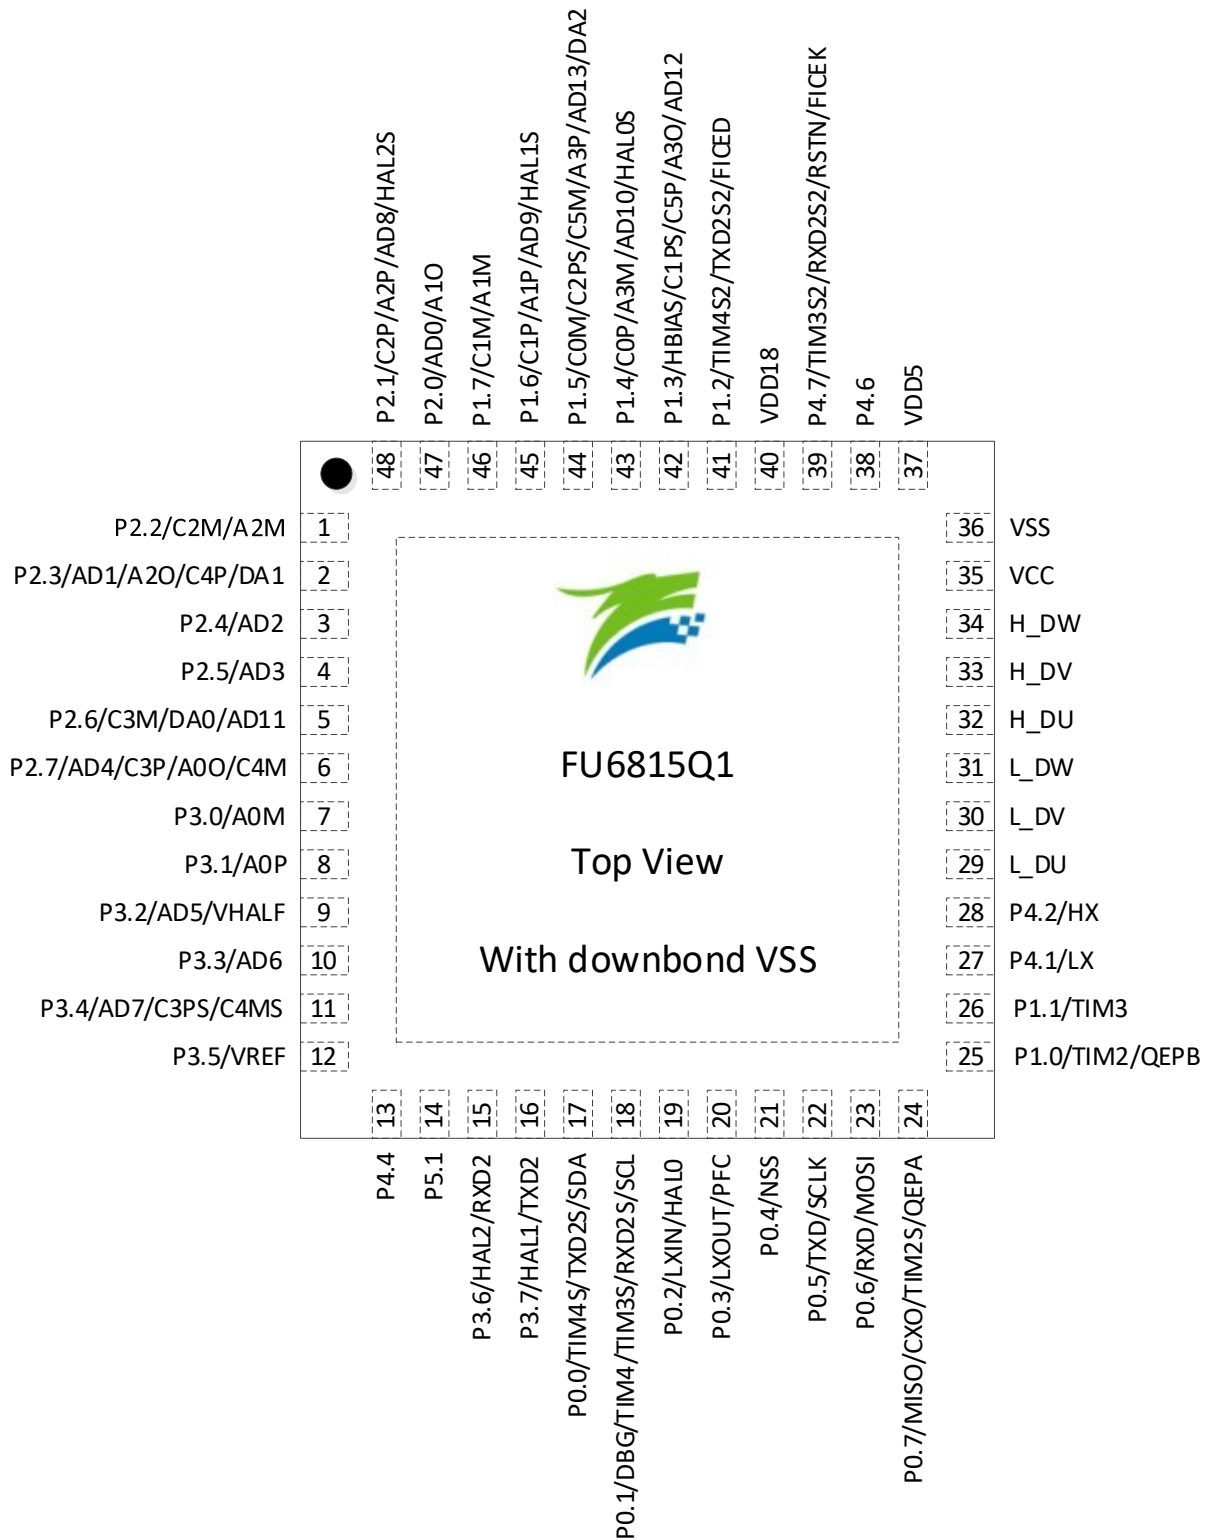 P2.1/C2P/A2P/AD8/HAL2S
P2.0/AD0/A1O
P1.7/C1M/A1M
P1.6/C1P/A1P/AD9/HAL1S
P1.5/C0M/C2PS/C5M/A3P/AD13/DA2
P1.4/C0P/A3M/AD10/HAL0S
P1.3/HBIAS/C1PS/C5P/A3O/AD12
P1.2/TIM4S2/TXD2S2/FICED
VDD18
P4.7/TIM3S2/RXD2S2/RSTN/FICEK
P4.6
VDD5
48
47
46
45
44
43
42
41
40
39
38
37
P2.2/C2M/A2M 1
P2.3/AD1/A2O/C4P/DA1 2
P2.4/AD2 3
P2.5/AD3 4
P2.6/C3M/DA0/AD11 5
P2.7/AD4/C3P/A0O/C4M 6
P3.0/A0M 7
P3.1/A0P 8
P3.2/AD5/VHALF 9
P3.3/AD6 10
P3.4/AD7/C3PS/C4MS 11
P3.5/VREF 12
FU6815Q1
Top View
With downbond VSS
36 VSS
35 VCC
34 H_DW
33 H_DV
32 H_DU
31 L_DW
30 L_DV
29 L_DU
28 P4.2/HX
27 P4.1/LX
26 P1.1/TIM3
25 P1.0/TIM2/QEPB
13
14
15
16
17
18
19
20
21
22
23
24
P4.4
P5.1
P3.6/HAL2/RXD2
P3.7/HAL1/TXD2
P0.0/TIM4S/TXD2S/SDA
P0.1/DBG/TIM4/TIM3S/RXD2S/SCL
P0.2/LXIN/HAL0
P0.3/LXOUT/PFC
P0.4/NSS
P0.5/TXD/SCLK
P0.6/RXD/MOSI
P0.7/MISO/CXO/TIM2S/QEPA